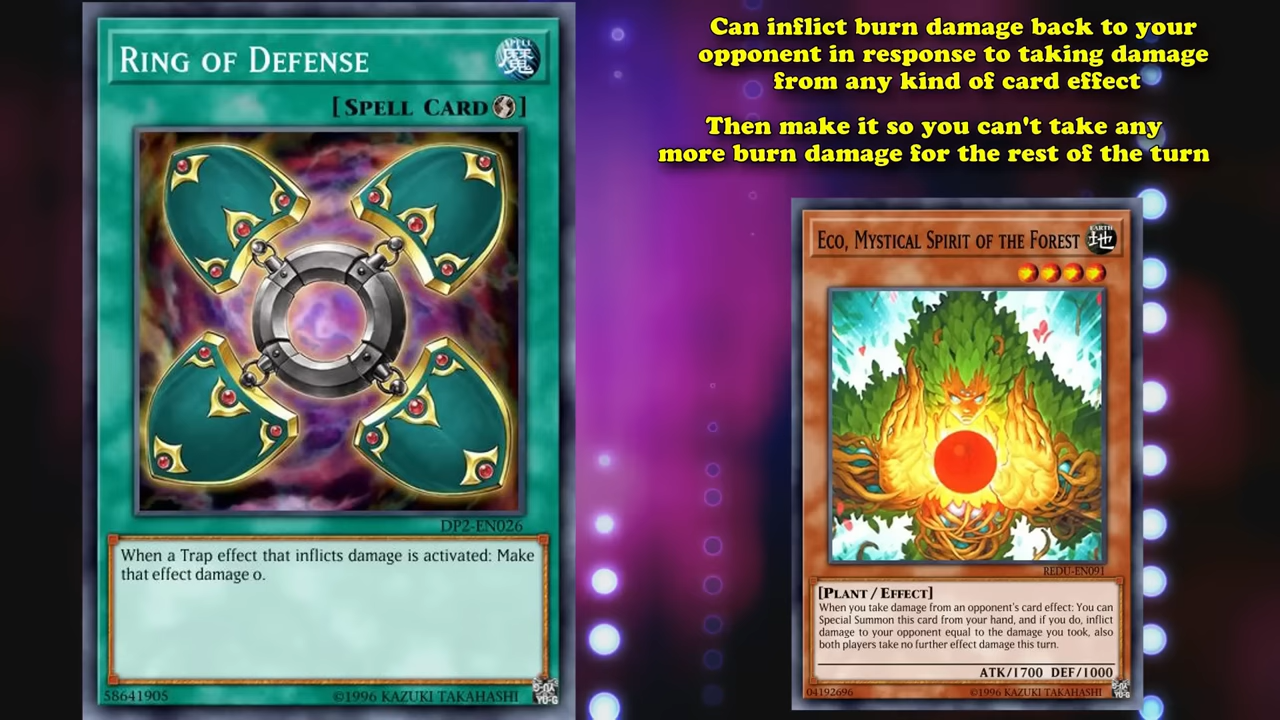 RING OF DEFENSE
魔
[SPELL CARD]
DP2-EN026
When a Trap effect that inflicts damage is activated: Make
that effect damage 0.
58641905
©1996 KAZUKI TAKAHASHI
Can inflict burn damage back to your
opponent in response to taking damage
from any kind of card effect
Then make it so you can't take any
more burn damage for the rest of the turn
ECO, MYSTICAL SPIRIT OF THE FOREST
EARTH
地
REDU-EN091
[PLANT / EFFECT]
When you take damage from an opponent's card effect: You can
Special Summon this card from your hand, and if you do, inflict
damage to your opponent equal to the damage you took, also
both players take no further effect damage this turn.
ATK/1700 DEF/1000
04192696
©1996 KAZUKI TAKAHASHI